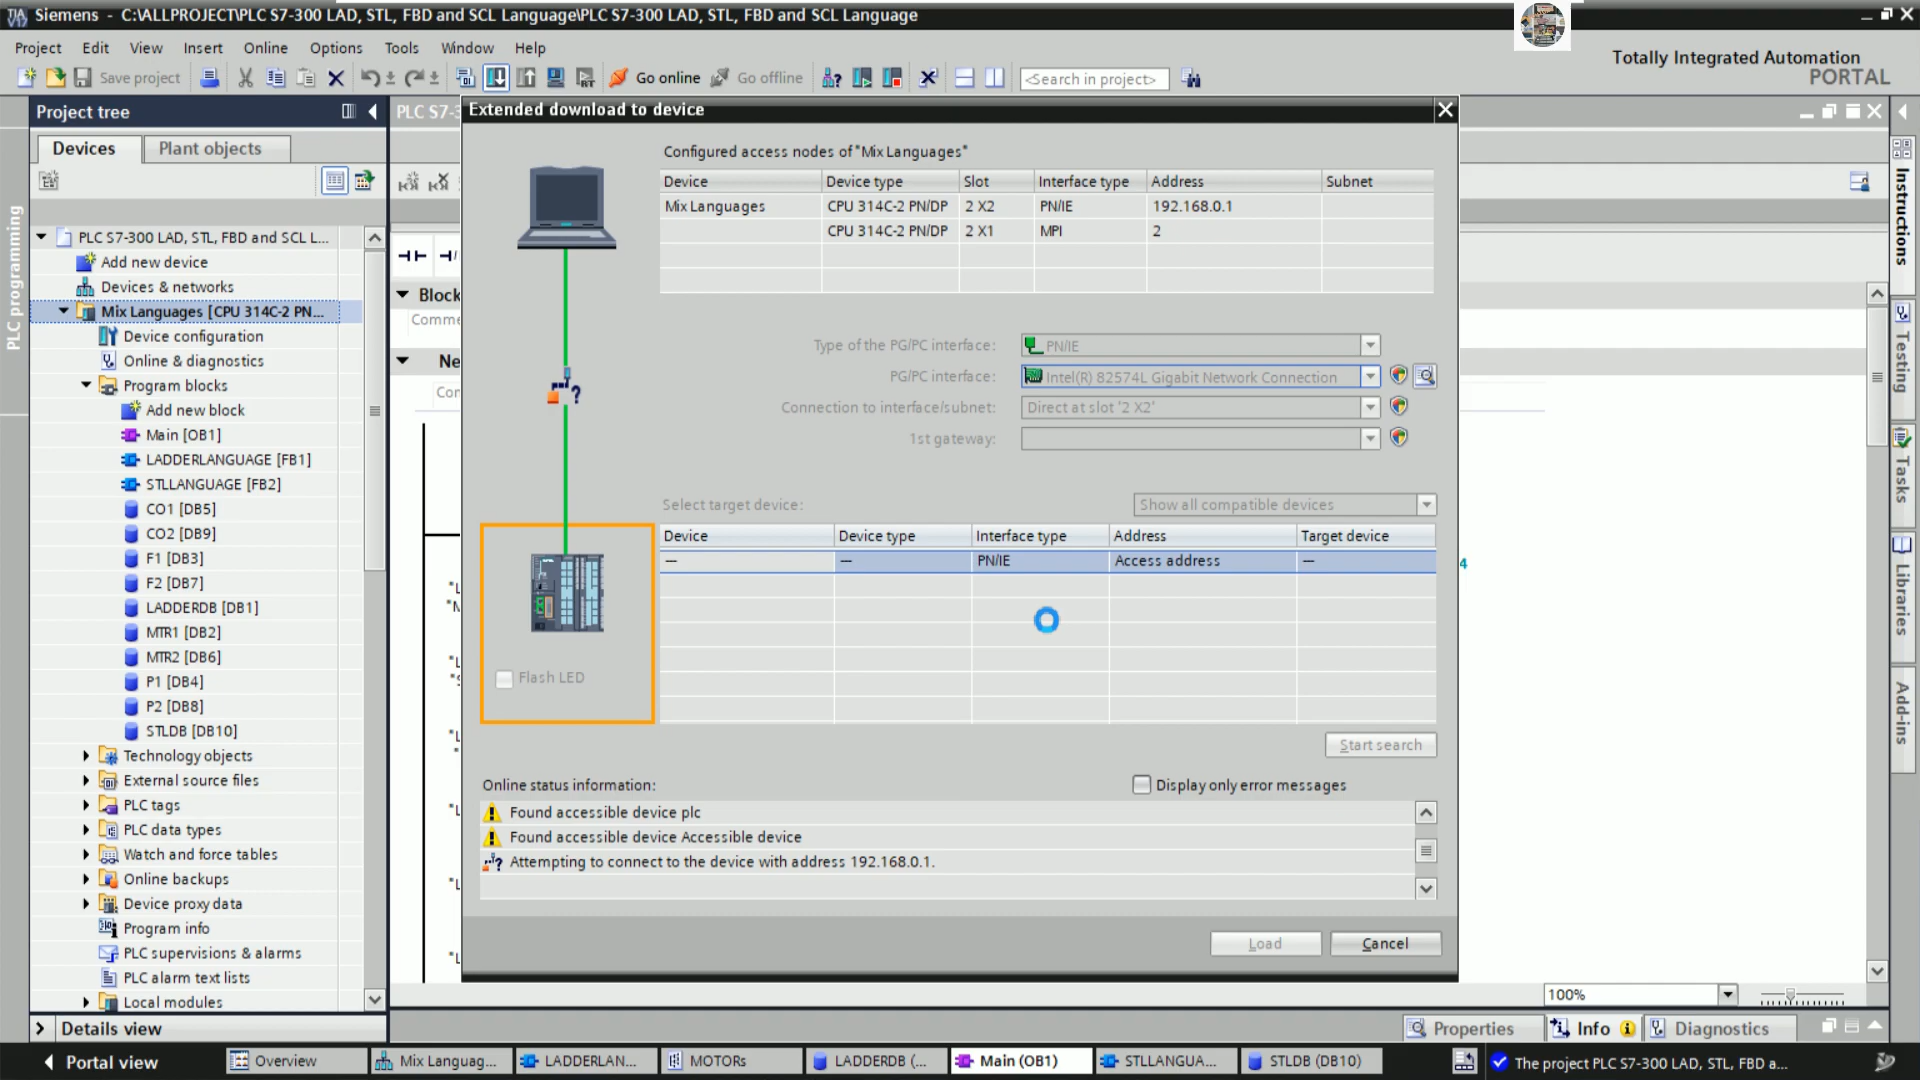 Siemens - C:\ALLPROJECT\PLC S7-300 LAD, STL, FBD and SCL Language\PLC S7-300 LAD, STL, FBD and SCL Language
Project Edit View Insert Online Options Tools Window Help
Totally Integrated Automation
PORTAL
Save project
Go online
Go offline
<Search in project>
Project tree
Devices
Plant objects
PLC programming
PLC S7-300 LAD, STL, FBD and SCL L...
Add new device
Devices & networks
Mix Languages [CPU 314C-2 PN...
Device configuration
Online & diagnostics
Program blocks
Add new block
Main [OB1]
LADDERLANGUAGE [FB1]
STLLANGUAGE [FB2]
CO1 [DB5]
CO2 [DB9]
F1 [DB3]
F2 [DB7]
LADDERDB [DB1]
MTR1 [DB2]
MTR2 [DB6]
P1 [DB4]
P2 [DB8]
STLDB [DB10]
Technology objects
External source files
PLC tags
PLC data types
Watch and force tables
Online backups
Device proxy data
Program info
PLC supervisions & alarms
PLC alarm text lists
Local modules
Details view
PLC S7-3
Block
Comme
Ne
Con
Extended download to device
Configured access nodes of "Mix Languages"
Device Device type Slot Interface type Address Subnet
Mix Languages CPU 314C-2 PN/DP 2 X2 PN/IE 192.168.0.1
CPU 314C-2 PN/DP 2 X1 MPI 2
Type of the PG/PC interface: PN/IE
PG/PC interface: Intel(R) 82574L Gigabit Network Connection
Connection to interface/subnet: Direct at slot '2 X2'
1st gateway:
Select target device: Show all compatible devices
Device Device type Interface type Address Target device
— — PN/IE Access address —
Flash LED
Start search
Online status information:
Display only error messages
Found accessible device plc
Found accessible device Accessible device
Attempting to connect to the device with address 192.168.0.1.
Load
Cancel
4
Instructions
Testing
Tasks
Libraries
Add-ins
100%
Properties
Info
Diagnostics
Portal view
Overview
Mix Languag...
LADDERLAN...
MOTORs
LADDERDB (...
Main (OB1)
STLLANGUA...
STLDB (DB10)
The project PLC S7-300 LAD, STL, FBD a...